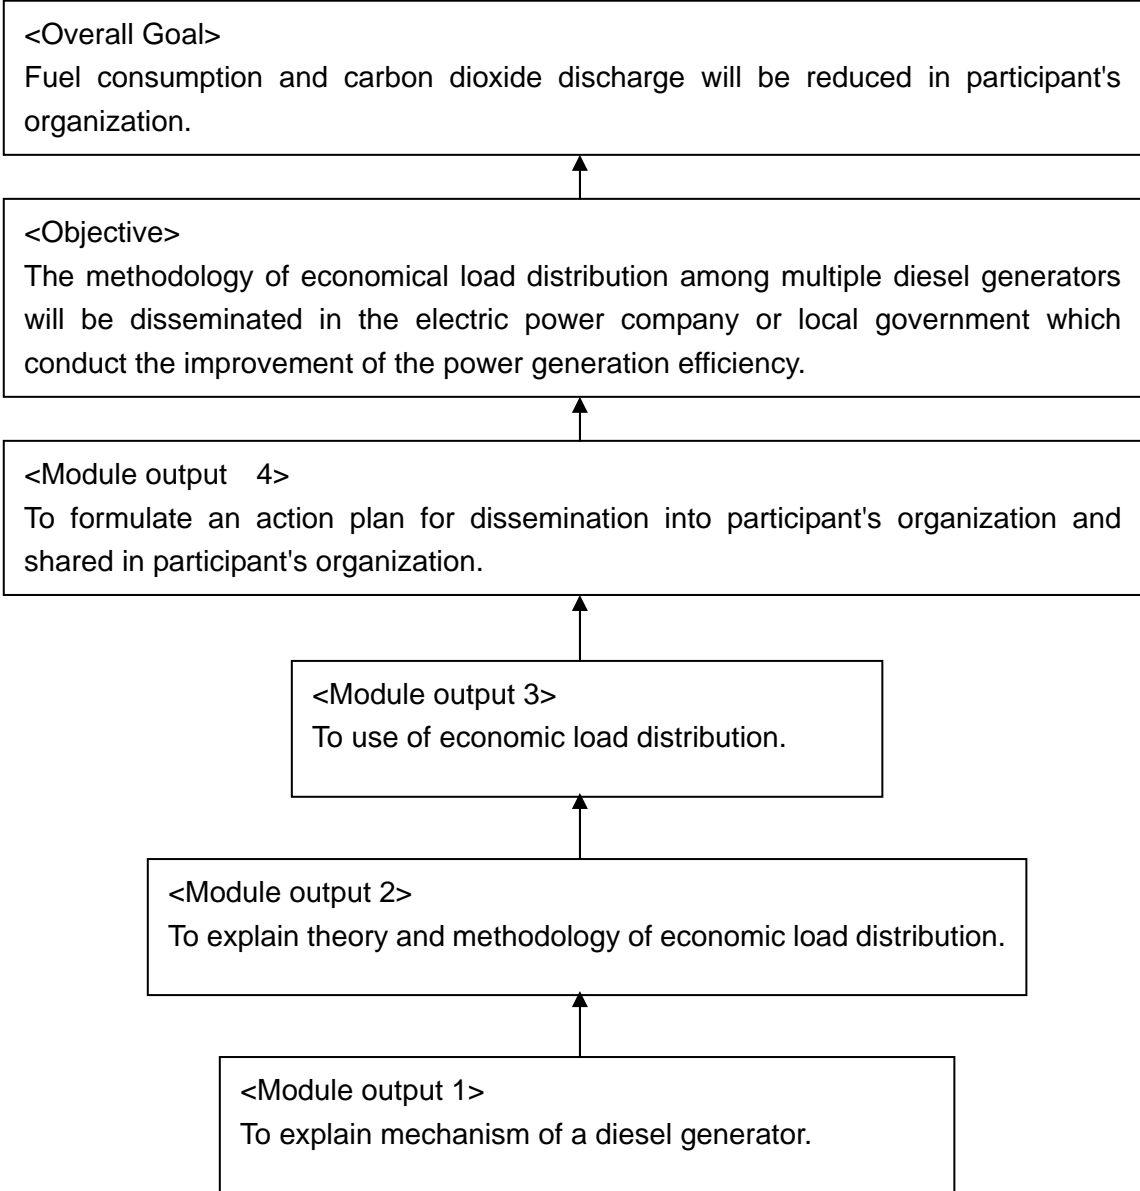 <Overall Goal>
Fuel consumption and carbon dioxide discharge will be reduced in participant's
organization.
<Objective>
The methodology of economical load distribution among multiple diesel generators
will be disseminated in the electric power company or local government which
conduct the improvement of the power generation efficiency.
<Module output 4>
To formulate an action plan for dissemination into participant's organization and
shared in participant's organization.
<Module output 3>
To use of economic load distribution.
<Module output 2>
To explain theory and methodology of economic load distribution.
<Module output 1>
To explain mechanism of a diesel generator.